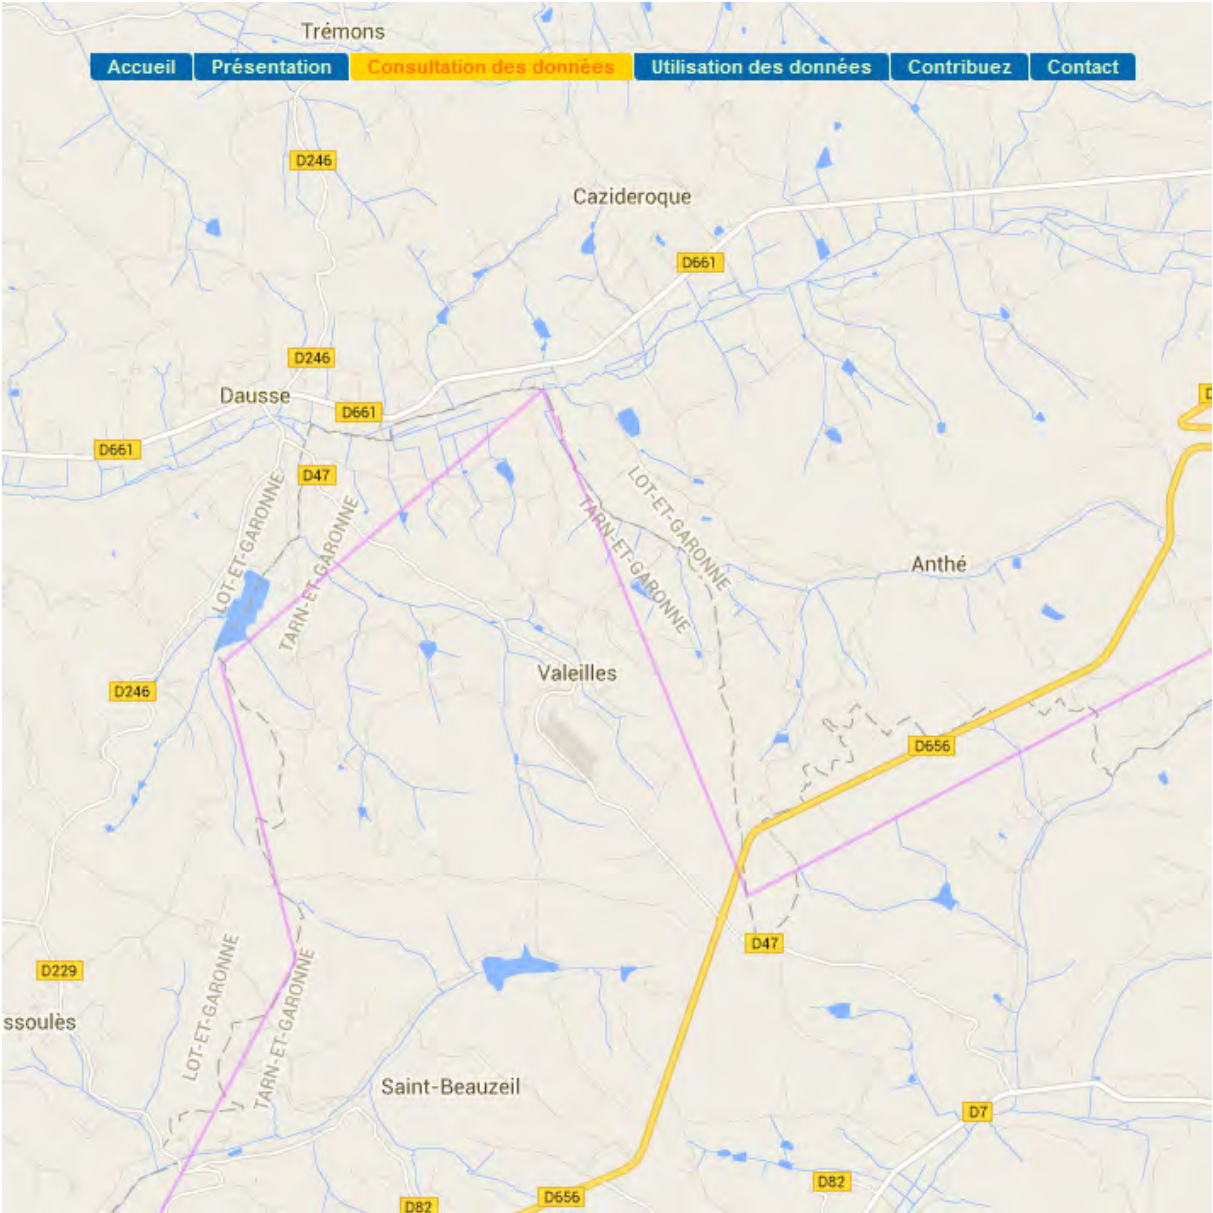 Trémons
Accueil Présentation Consultation des données Utilisation des données Contribuez Contact
D246
Cazideroque
D661
D246
Dausse
D661
D661
D47
LOT-ET-GARONNE
TARN-ET-GARONNE
LOT-ET-GARONNE
TARN-ET-GARONNE
Anthé
Valeilles
D246
D656
D47
LOT-ET-GARONNE
TARN-ET-GARONNE
D229
ssoulès
Saint-Beauzeil
D7
D82
D656
D82